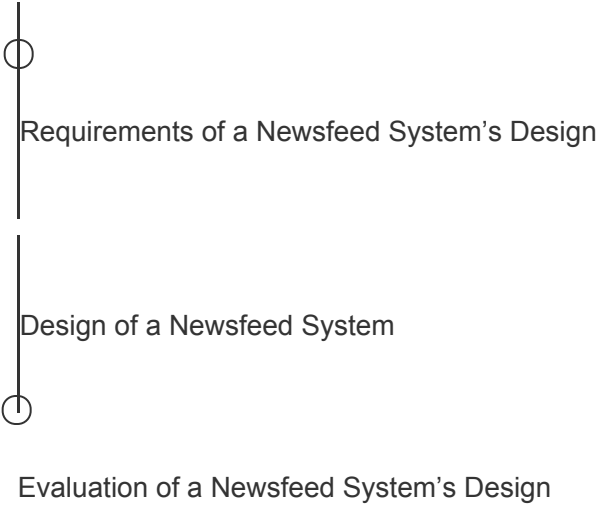 Requirements of a Newsfeed System’s Design
Design of a Newsfeed System
Evaluation of a Newsfeed System’s Design